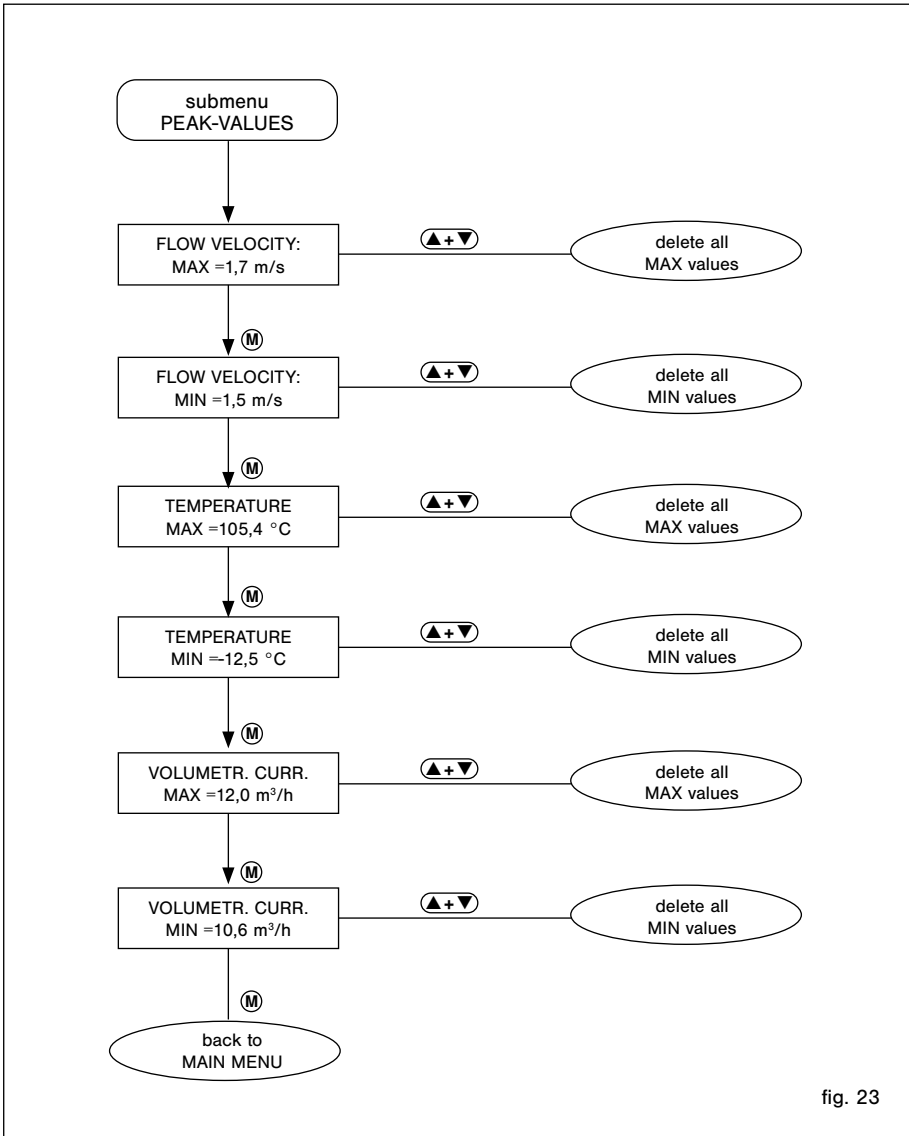 submenu
PEAK-VALUES
FLOW VELOCITY:
MAX =1,7 m/s
▲+▼
delete all
MAX values
M
FLOW VELOCITY:
MIN =1,5 m/s
▲+▼
delete all
MIN values
M
TEMPERATURE
MAX =105,4 °C
▲+▼
delete all
MAX values
M
TEMPERATURE
MIN =-12,5 °C
▲+▼
delete all
MIN values
M
VOLUMETR. CURR.
MAX =12,0 m³/h
▲+▼
delete all
MAX values
M
VOLUMETR. CURR.
MIN =10,6 m³/h
▲+▼
delete all
MIN values
M
back to
MAIN MENU
fig. 23